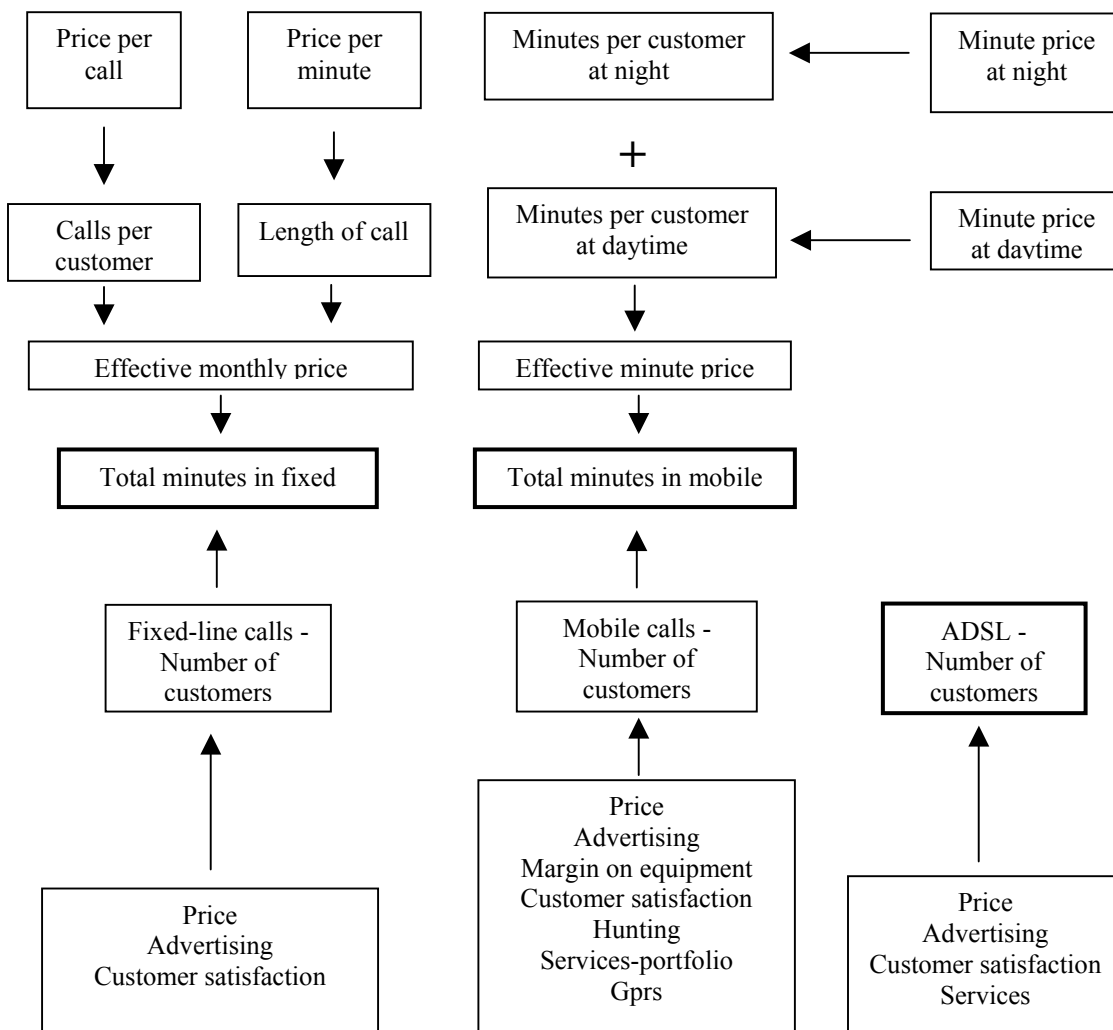 Price per
call
Price per
minute
Minutes per customer
at night
Minute price
at night
+
Calls per
customer
Length of call
Minutes per customer
at daytime
Minute price
at daytime
Effective monthly price
Effective minute price
Total minutes in fixed
Total minutes in mobile
Fixed-line calls -
Number of
customers
Mobile calls -
Number of
customers
ADSL -
Number of
customers
Price
Advertising
Customer satisfaction
Price
Advertising
Margin on equipment
Customer satisfaction
Hunting
Services-portfolio
Gprs
Price
Advertising
Customer satisfaction
Services